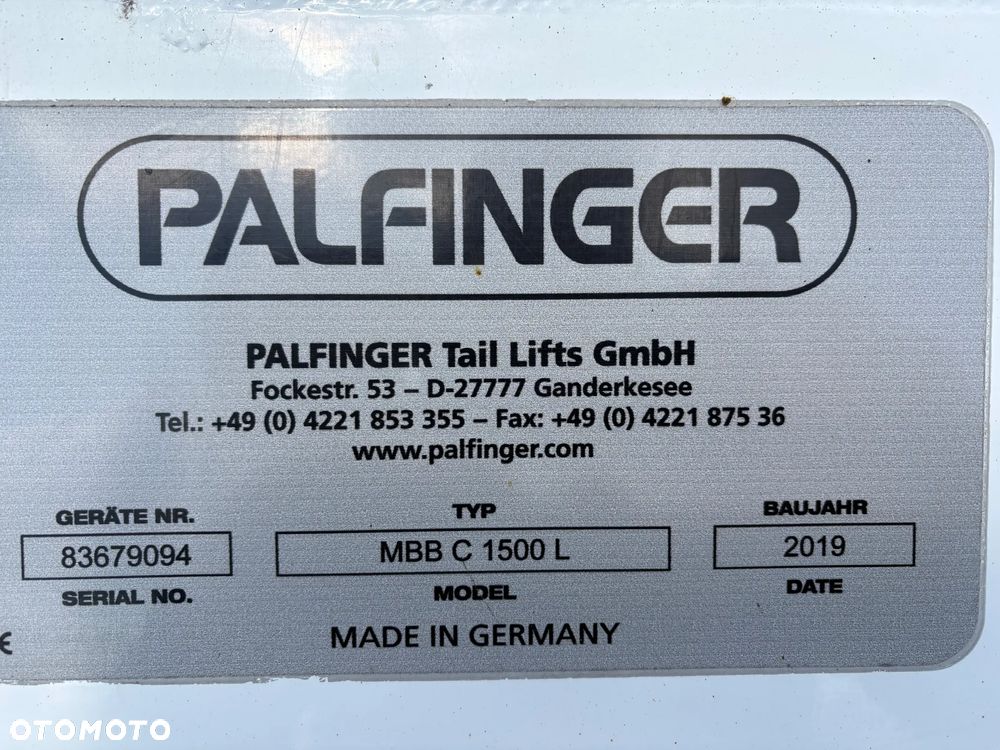 PALFINGER
PALFINGER Tail Lifts GmbH
Fockestr. 53 – D-27777 Ganderkesee
Tel.: +49 (0) 4221 853 355 – Fax: +49 (0) 4221 875 36
www.palfinger.com
GERÄTE NR. TYP BAUJAHR
83679094 MBB C 1500 L 2019
SERIAL NO. MODEL DATE
MADE IN GERMANY
OTOMOTO